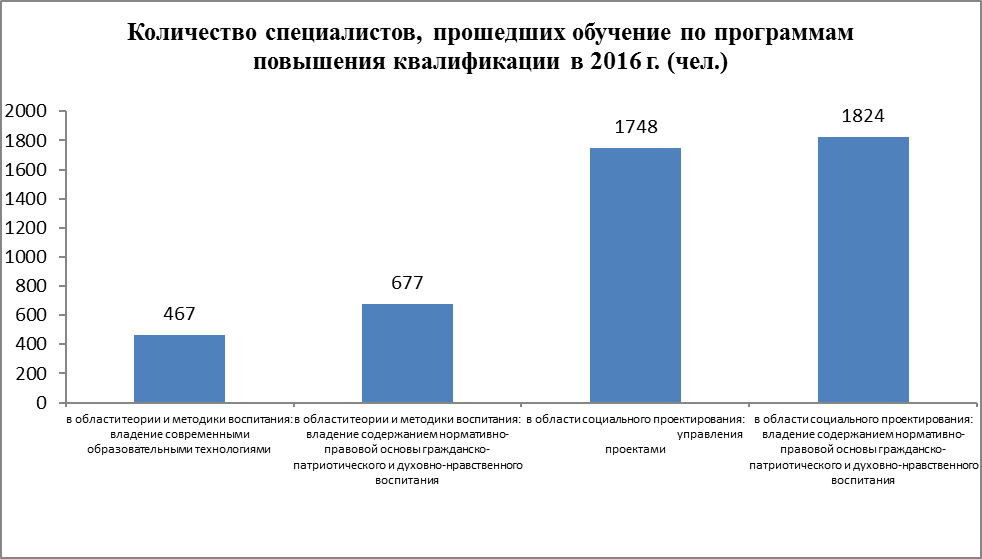 Количество специалистов, прошедших обучение по программам
повышения квалификации в 2016 г. (чел.)
2000
1800
1600
1400
1200
1000
800
600
400
200
0
467
677
1748
1824
в области теории и методики воспитания:
владение современными
образовательными технологиями
в области теории и методики воспитания:
владение содержанием нормативно-
правовой основы гражданско-
патриотического и духовно-нравственного
воспитания
в области социального проектирования:
управления
проектами
в области социального проектирования:
владение содержанием нормативно-
правовой основы гражданско-
патриотического и духовно-нравственного
воспитания